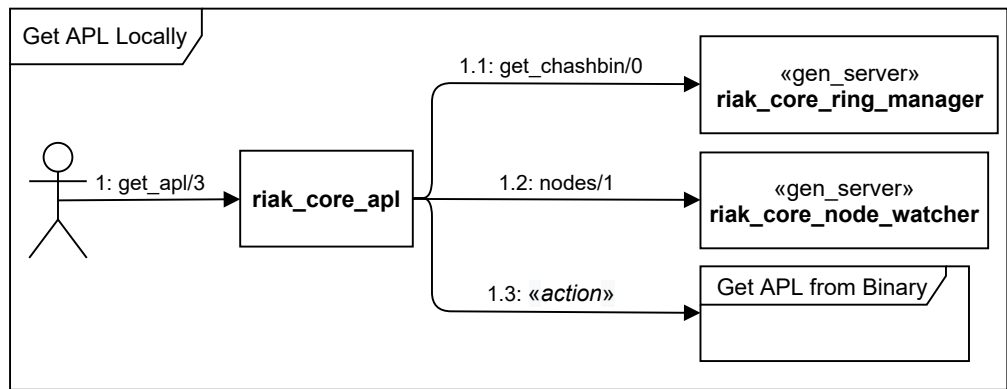 Get APL Locally
1.1: get_chashbin/0
«gen_server»
riak_core_ring_manager
1: get_apl/3
riak_core_apl
1.2: nodes/1
«gen_server»
riak_core_node_watcher
1.3: «action»
Get APL from Binary